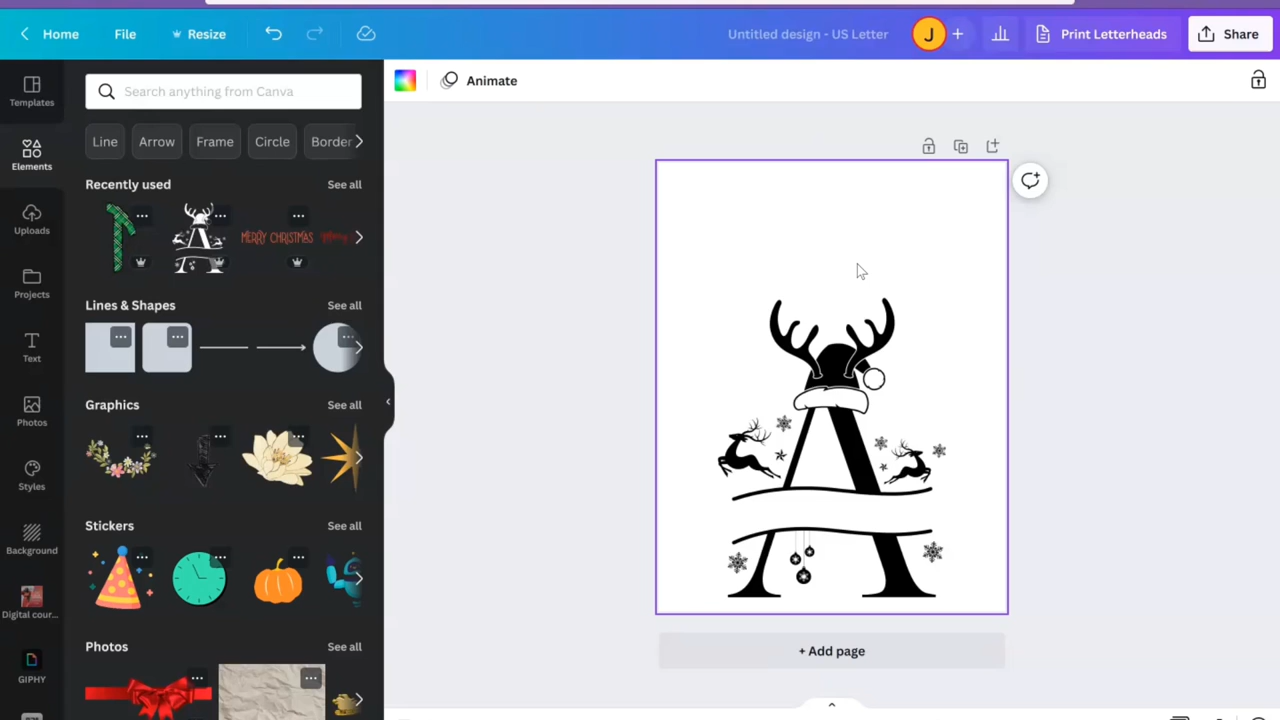 Home File Resize Untitled design - US Letter J Print Letterheads Share
Templates
Elements
Uploads
Projects
Text
Photos
Styles
Background
Digital cour...
GIPHY
Search anything from Canva
Line Arrow Frame Circle Border
Recently used See all
MERRY CHRISTMAS
Lines & Shapes See all
Graphics See all
Stickers See all
Photos See all
Animate
A
+ Add page